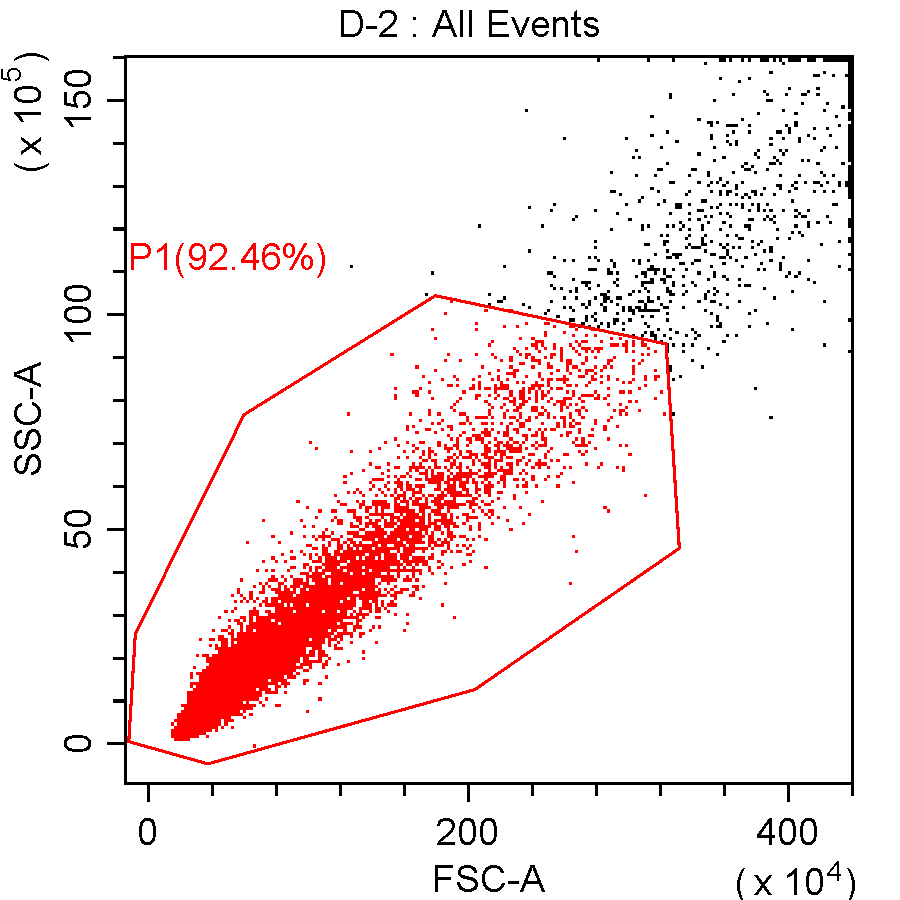 D-2 : All Events
(x 10⁵)
150
100
50
0
SSC-A
P1(92.46%)
0 200 400
FSC-A
(x 10⁴)